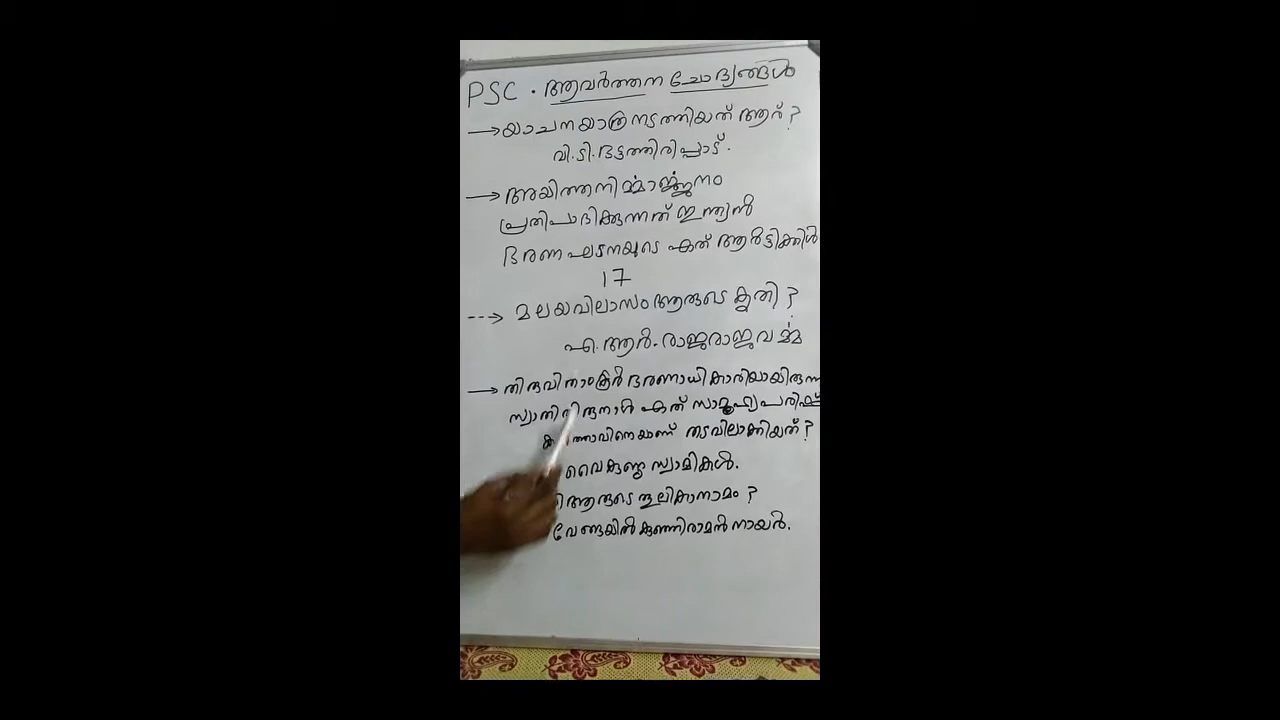 PSC. ആവർത്തന ചോദ്യങ്ങൾ
→ യാചനയാത്ര നടത്തിയത് ആര്?
വി.ടി.ഭട്ടതിരിപ്പാട്.
→ അയിത്തനിർമ്മാർജ്ജനം
പ്രതിപാദിക്കുന്നത് ഇന്ത്യൻ
ഭരണഘടനയുടെ ഏത് ആർട്ടിക്കിൾ
17
---> മലയവിലാസം ആരുടെ കൃതി?
എ.ആർ.രാജരാജവർമ്മ
→ തിരുവിതാംകൂർ ഭരണാധികാരിയായിരുന്ന
സ്വാതിതിരുനാൾ ഏത് സാമൂഹ്യപരിഷ്
ത്താവിനെയാണ് തടവിലാക്കിയത്?
വൈകുണ്ഠ സ്വാമികൾ.
ആരുടെ തൂലികാനാമം?
വേങ്ങയിൽ കുഞ്ഞിരാമൻ നായർ.